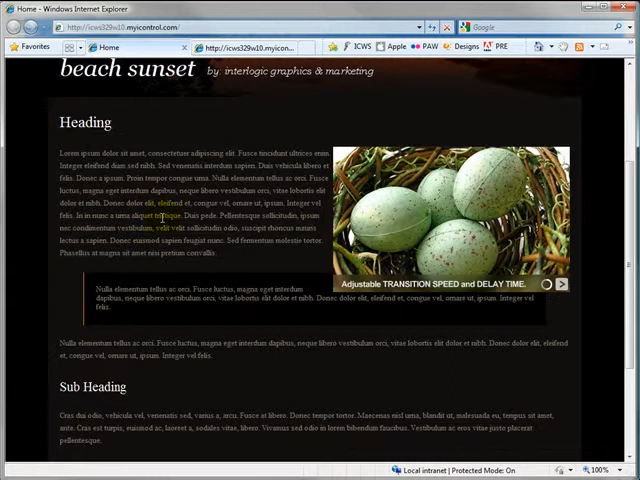 Home - Windows Internet Explorer
http://icws329w10.myicontrol.com/
Google
Favorites
Home
http://icws329w10.myicon...
ICWS
Apple
PAW
Designs
PRE
beach sunset by: interlogic graphics & marketing
Heading
Lorem ipsum dolor sit amet, consectetuer adipiscing elit. Fusce tincidunt ultrices enim.
Integer eleifend diam sed nibh. Sed venenatis interdum sapien. Duis vehicula libero et
felis. Donec a ipsum. Proin tempor congue urna. Nullam elementum tellus ac orci. Fusce
luctus, magna eget interdum dapibus, neque libero vestibulum orci, vitae lobortis elit
dolor et nibh. Donec dolor elit, eleifend et, congue vel, ornare ut, ipsum. Integer vel
felis. In in nunc a urna aliquet tristique. Duis pede. Pellentesque sollicitudin, ipsum
nec condimentum vestibulum, velit velit sollicitudin odio, suscipit rhoncus mauris
lectus a sapien. Donec euismod sapien feugiat nunc. Sed fermentum molestie tortor.
Phasellus at magna sit amet nisi pretium convallis.
Adjustable TRANSITION SPEED and DELAY TIME.
Nulla elementum tellus ac orci. Fusce luctus, magna eget interdum
dapibus, neque libero vestibulum orci, vitae lobortis elit dolor et nibh. Donec dolor elit, eleifend et, congue vel, ornare ut, ipsum. Integer vel
felis.
Nulla elementum tellus ac orci. Fusce luctus, magna eget interdum dapibus, neque libero vestibulum orci, vitae lobortis elit dolor et nibh. Donec dolor elit,
eleifend et, congue vel, ornare ut, ipsum. Integer vel felis.
Sub Heading
Cras dui odio, vehicula vel, venenatis sed, varius a, arcu. Fusce at libero. Donec tempor tortor. Maecenas nisl urna, blandit ut, malesuada eu, tempus sit amet,
ante. Cras est turpis, euismod ac, laoreet a, sodales vitae, libero. Vivamus sed dolor in lorem bibendum faucibus. Vestibulum eu justo vitae arcu placerat
pellentesque.
Local intranet | Protected Mode: On
100%